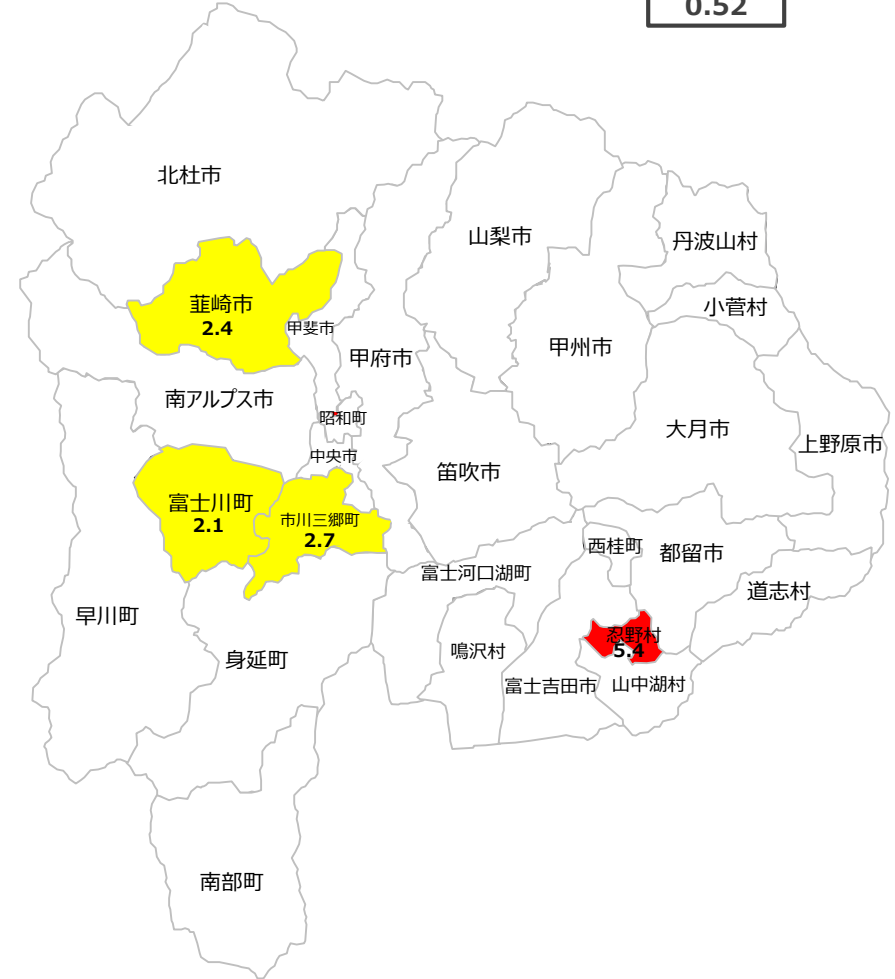 0.52
北杜市
山梨市
丹波山村
韮崎市
2.4
小菅村
甲斐市
甲府市
甲州市
南アルプス市
昭和町
大月市
上野原市
中央市
笛吹市
富士川町
2.1
市川三郷町
2.7
西桂町
都留市
富士河口湖町
道志村
早川町
忍野村
5.4
身延町
鳴沢村
富士吉田市
山中湖村
南部町